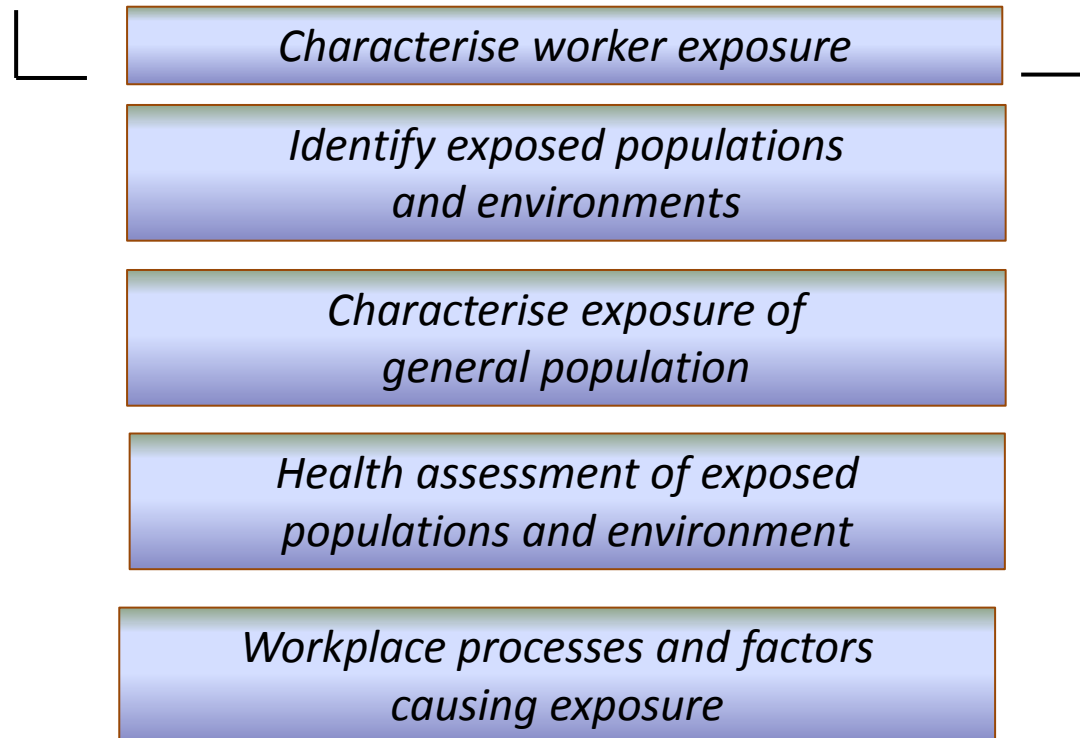 Characterise worker exposure
Identify exposed populations
and environments
Characterise exposure of
general population
Health assessment of exposed
populations and environment
Workplace processes and factors
causing exposure